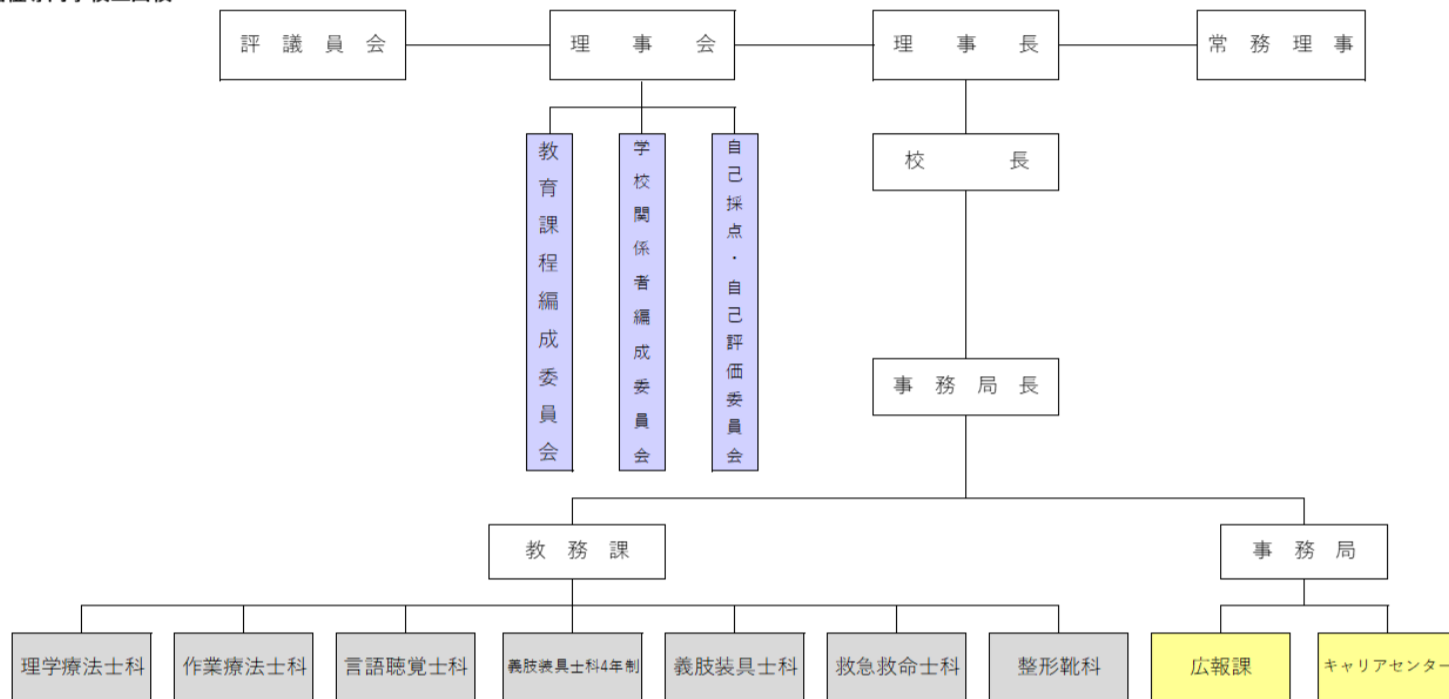 評議員会
理事会
理事長
常務理事
校長
教育課程編成委員会
学校関係者編成委員会
自己採点・自己評価委員会
事務局長
教務課
事務局
理学療法士科
作業療法士科
言語聴覚士科
義肢装具士科4年制
義肢装具士科
救急救命士科
整形靴科
広報課
キャリアセンター